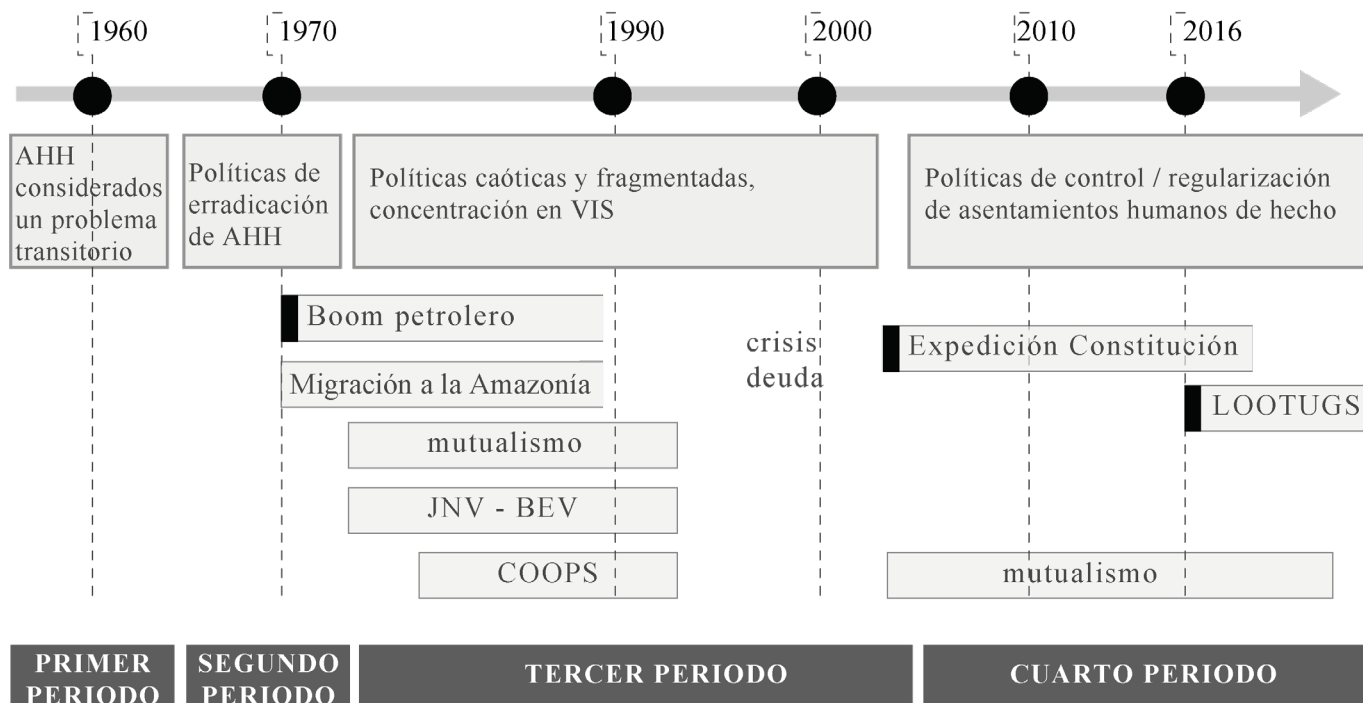 1960
1970
1990
2000
2010
2016
AHH
considerados
un problema
transitorio
Políticas de
erradicación
de AHH
Políticas caóticas y fragmentadas,
concentración en VIS
Políticas de control / regularización
de asentamientos humanos de hecho
Boom petrolero
Migración a la Amazonía
mutualismo
JNV - BEV
COOPS
crisis
deuda
Expedición Constitución
LOOTUGS
mutualismo
PRIMER
PERIODO
SEGUNDO
PERIODO
TERCER PERIODO
CUARTO PERIODO